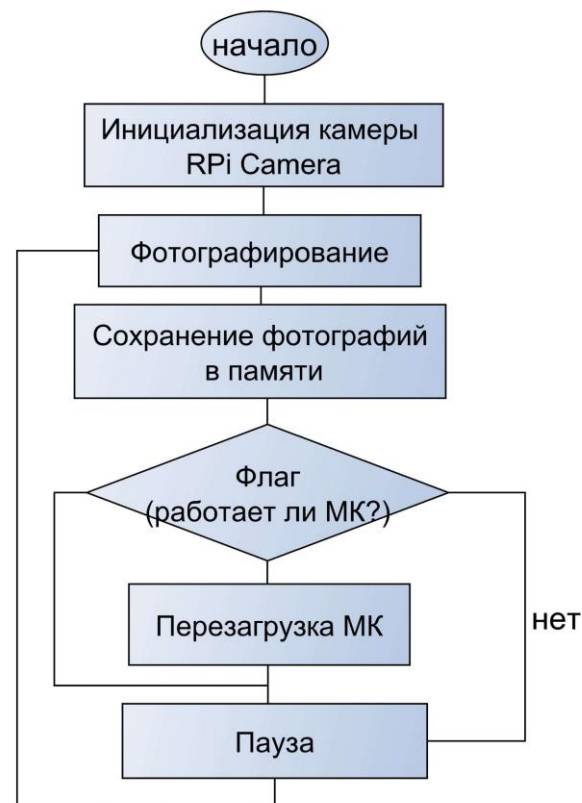 начало
Инициализация камеры
RPi Camera
Фотографирование
Сохранение фотографий
в памяти
Флаг
(работает ли МК?)
Перезагрузка МК
нет
Пауза